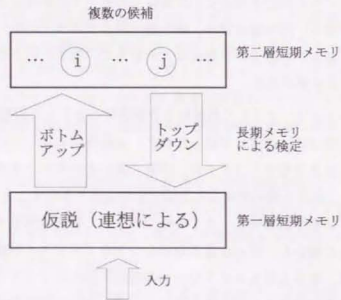 複数の候補
… i … j …
第二層短期メモリ
ボトム
アップ
トップ
ダウン
長期メモリ
による検定
仮説（連想による）
第一層短期メモリ
入力